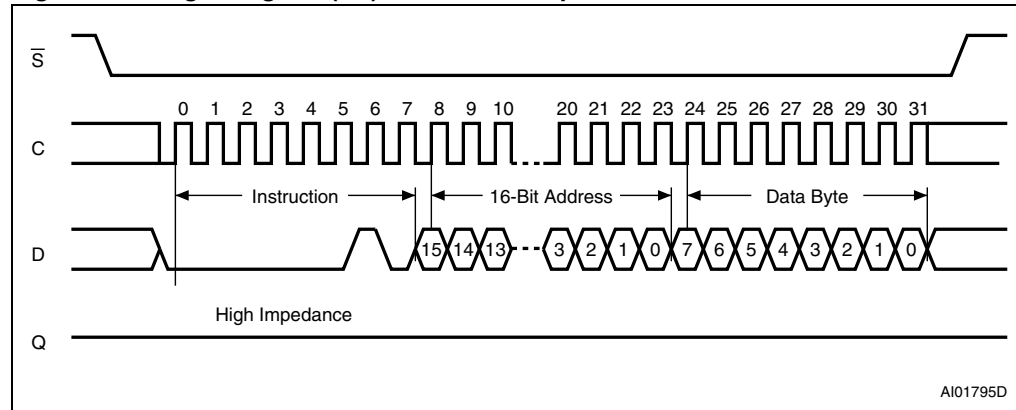 S
0 1 2 3 4 5 6 7 8 9 10 20 21 22 23 24 25 26 27 28 29 30 31
C
Instruction 16-Bit Address Data Byte
D
15 14 13 3 2 1 0 7 6 5 4 3 2 1 0
High Impedance
Q
AI01795D